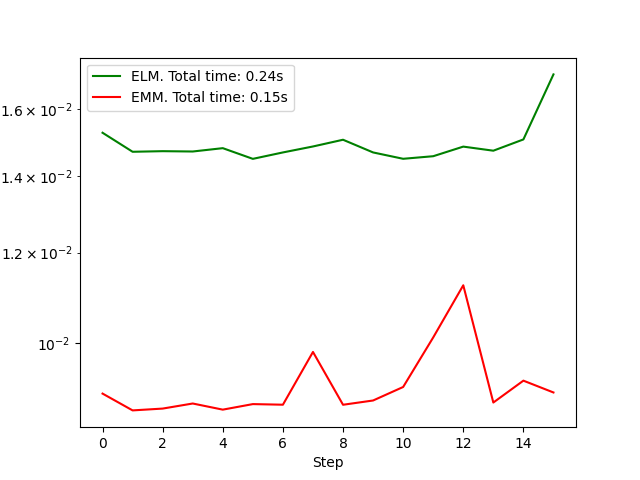 ELM. Total time: 0.24s
EMM. Total time: 0.15s
1.6 × 10⁻²
1.4 × 10⁻²
1.2 × 10⁻²
10⁻²
0 2 4 6 8 10 12 14
Step